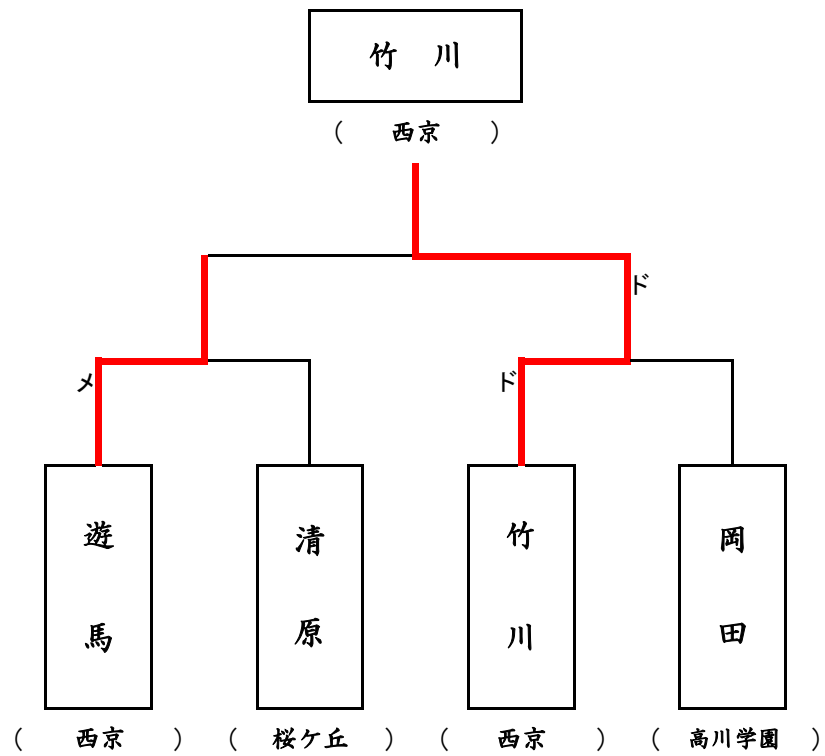 竹 川
( 西京 )
ド
メ ド
遊馬 清原 竹川 岡田
( 西京 ) ( 桜ケ丘 ) ( 西京 ) ( 高川学園 )